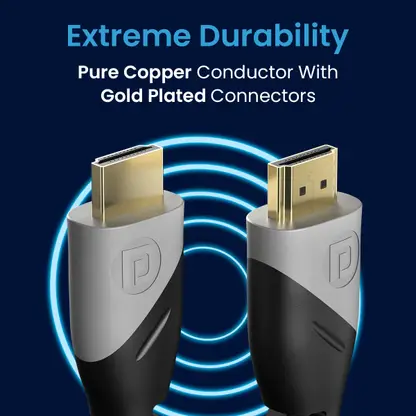 Extreme Durability
Pure Copper Conductor With
Gold Plated Connectors
P
P